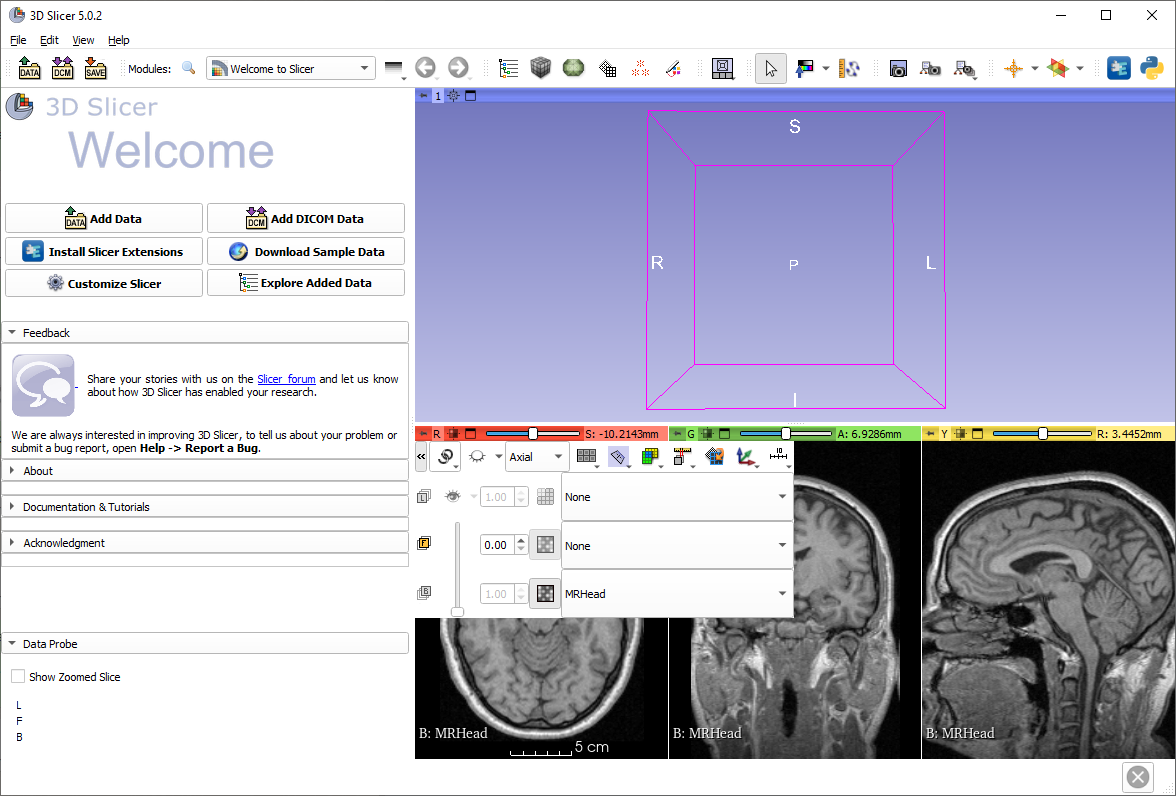 3D Slicer 5.0.2
File Edit View Help
DATA DCM SAVE Modules: Welcome to Slicer
3D Slicer
Welcome
DATA Add Data DCM Add DICOM Data
Install Slicer Extensions Download Sample Data
Customize Slicer Explore Added Data
Feedback
Share your stories with us on the Slicer forum and let us know
about how 3D Slicer has enabled your research.
We are always interested in improving 3D Slicer, to tell us about your problem or
submit a bug report, open Help -> Report a Bug.
About
Documentation & Tutorials
Acknowledgment
Data Probe
Show Zoomed Slice
L
F
B
1
S
R P L
I
R S: -10.2143mm
G A: 6.9286mm
Y R: 3.4452mm
« Axial 10
L 1.00 None
F 0.00 None
B 1.00 MRHead
B: MRHead
5 cm
B: MRHead
B: MRHead